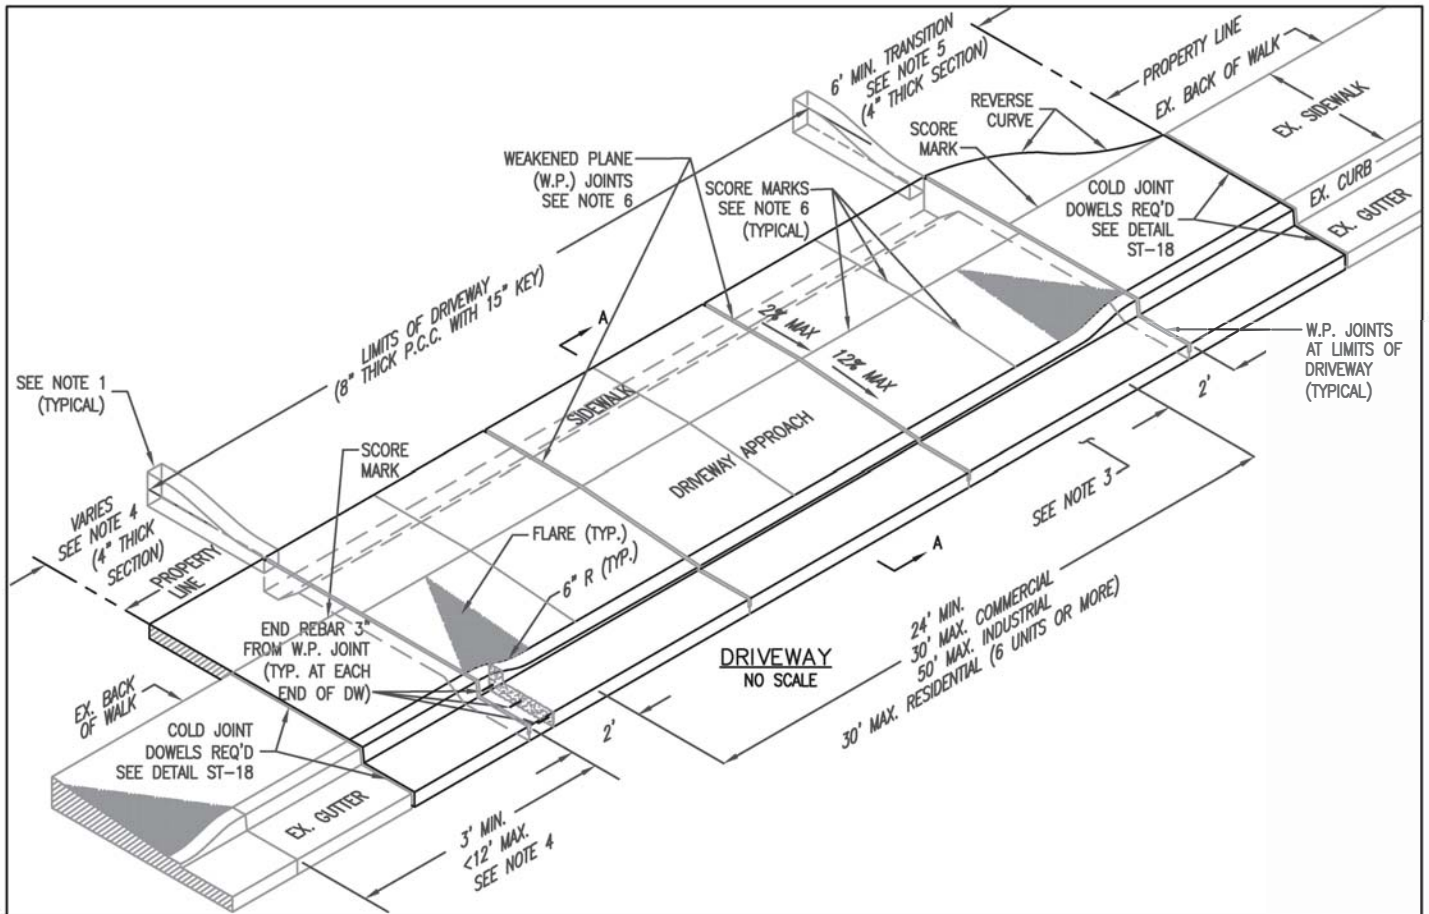 6' MIN. TRANSITION
SEE NOTE 5
(4" THICK SECTION)
PROPERTY LINE
EX. BACK OF WALK
REVERSE
CURVE
EX. SIDEWALK
SCORE
MARK
WEAKENED PLANE
(W.P.) JOINTS
SEE NOTE 6
SCORE MARKS
SEE NOTE 6
(TYPICAL)
COLD JOINT
DOWELS REQ'D
SEE DETAIL
ST-18
EX. CURB
EX. GUTTER
LIMITS OF DRIVEWAY
(8" THICK P.C.C. WITH 15" KEY)
A
2% MAX
12% MAX
W.P. JOINTS
AT LIMITS OF
DRIVEWAY
(TYPICAL)
2'
SEE NOTE 1
(TYPICAL)
SIDEWALK
DRIVEWAY APPROACH
SCORE
MARK
SEE NOTE 3
VARIES
SEE NOTE 4
(4" THICK
SECTION)
PROPERTY
LINE
FLARE (TYP.)
6" R (TYP.)
A
END REBAR 3"
FROM W.P. JOINT
(TYP. AT EACH
END OF DW)
24' MIN.
30' MAX. COMMERCIAL
50' MAX. INDUSTRIAL
30' MAX. RESIDENTIAL (6 UNITS OR MORE)
DRIVEWAY
NO SCALE
EX. BACK
OF WALK
COLD JOINT
DOWELS REQ'D
SEE DETAIL ST-18
2'
EX. GUTTER
3' MIN.
<12' MAX.
SEE NOTE 4